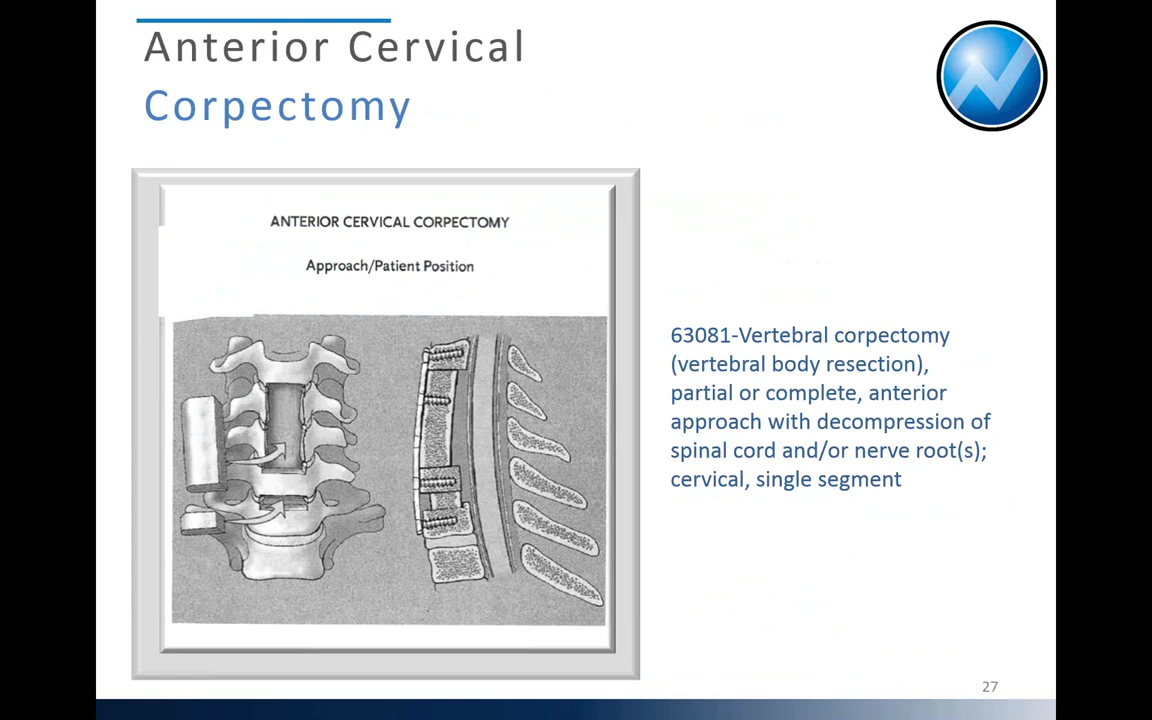 Anterior Cervical
Corpectomy
ANTERIOR CERVICAL CORPECTOMY
Approach/Patient Position
63081-Vertebral corpectomy
(vertebral body resection),
partial or complete, anterior
approach with decompression of
spinal cord and/or nerve root(s);
cervical, single segment
27